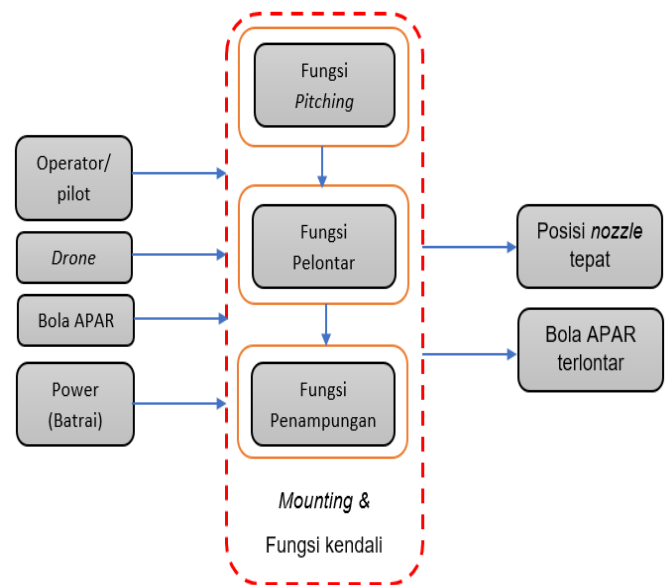 Fungsi
Pitching
Operator/
pilot
Drone
Bola APAR
Power
(Batrai)
Fungsi
Pelontar
Fungsi
Penampungan
Mounting &
Fungsi kendali
Posisi nozzle
tepat
Bola APAR
terlontar